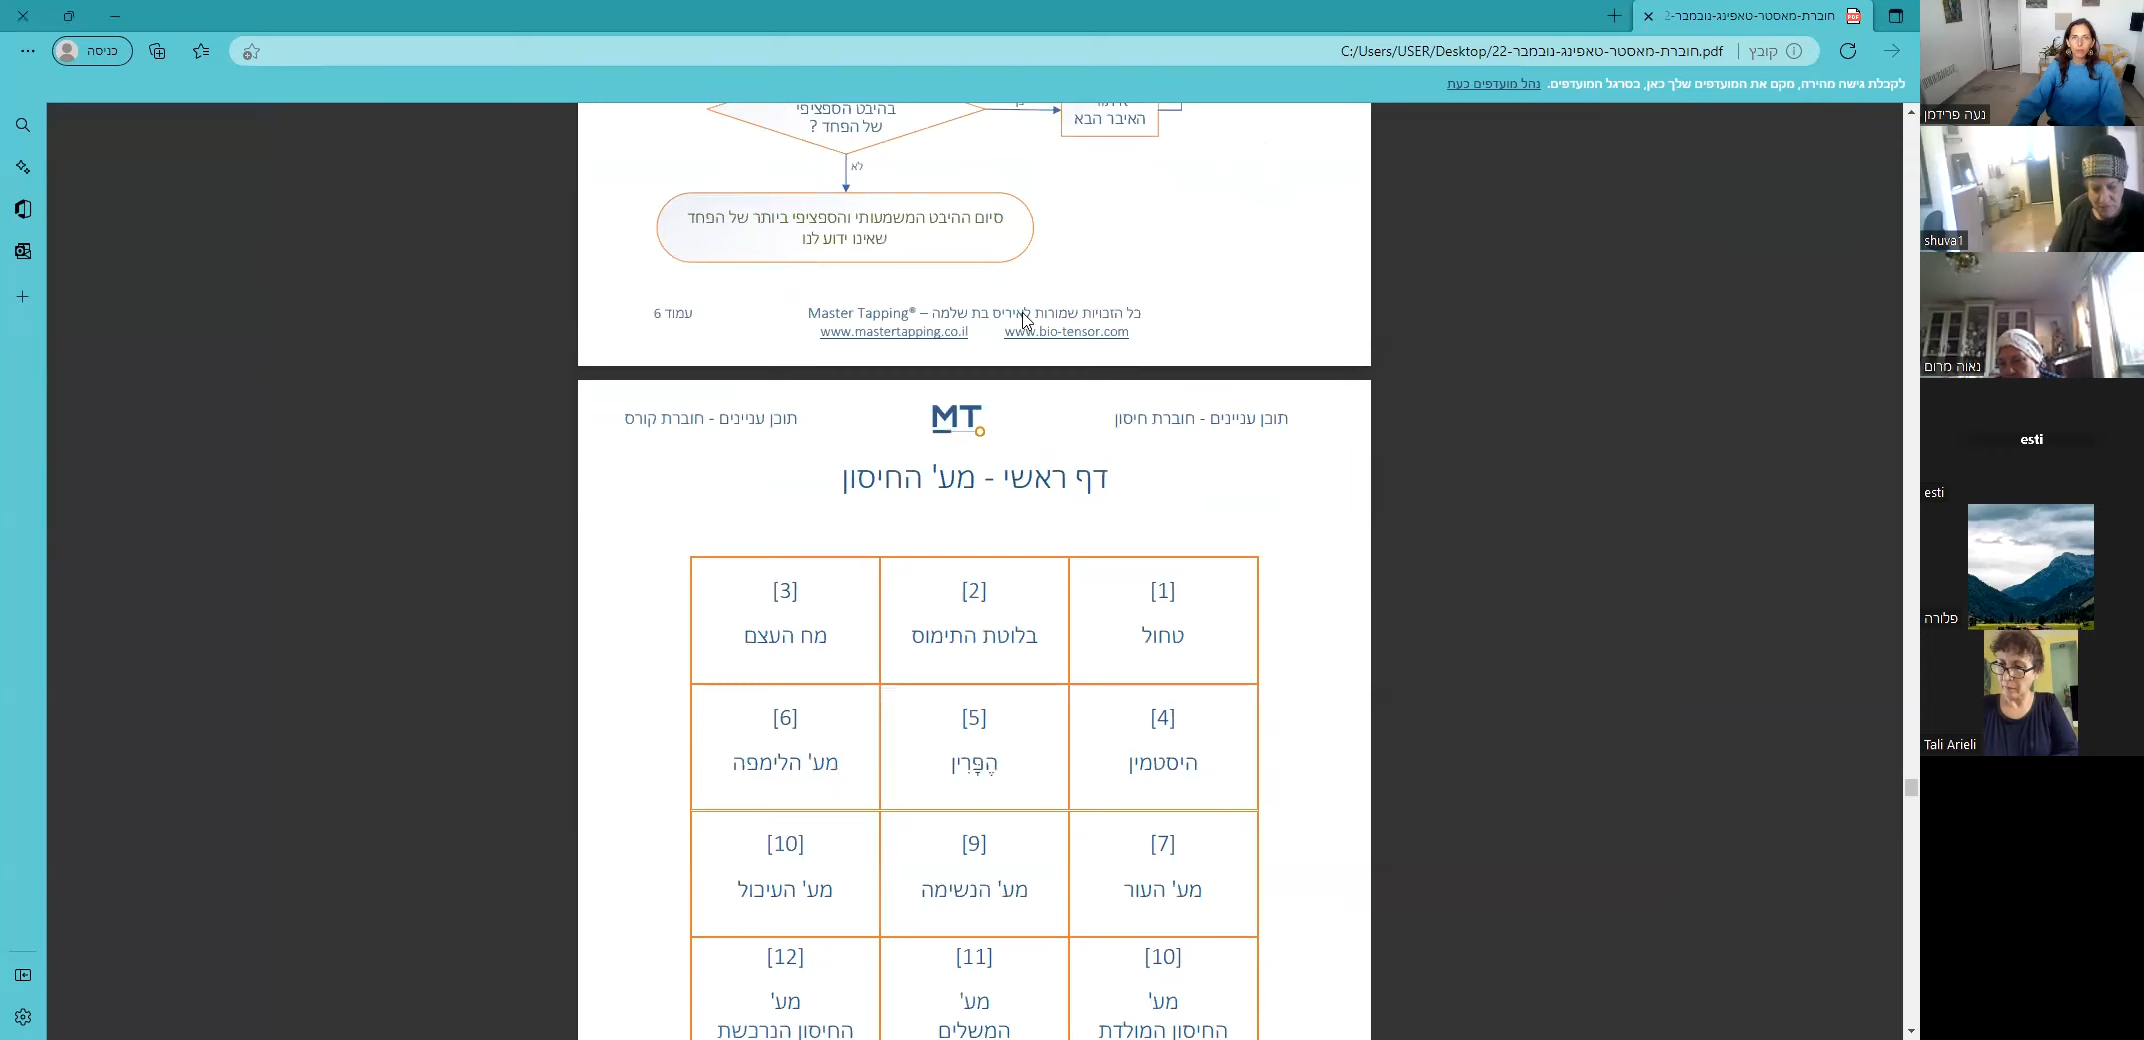 חוברת-מאסטר-טאפינג-נובמבר-2
כניסה
קובץ
C:/Users/USER/Desktop/חוברת-מאסטר-טאפינג-נובמבר-22.pdf
לקבלת גישה מהירה, מקם את המועדפים שלך כאן, בסרגל המועדפים. נהל מועדפים כעת
בהיבט הספציפי
של הפחד ?
האיבר הבא
לא
סיום ההיבט המשמעותי והספציפי ביותר של הפחד
שאינו ידוע לנו
כל הזכויות שמורות לאיריס בת שלמה – Master Tapping®
עמוד 6
www.mastertapping.co.il www.bio-tensor.com
תוכן עניינים - חוברת חיסון
MT
תוכן עניינים - חוברת קורס
דף ראשי - מע' החיסון
[1] [2] [3]
טחול בלוטת התימוס מח העצם
[4] [5] [6]
היסטמין הֶפָּרִין מע' הלימפה
[7] [9] [10]
מע' העור מע' הנשימה מע' העיכול
[10] [11] [12]
מע' מע' מע'
החיסון המולדת המשלים החיסון הנרכשת
נעה פרידמן
shuva1
נאוה מרום
esti
esti
פלורה
Tali Arieli